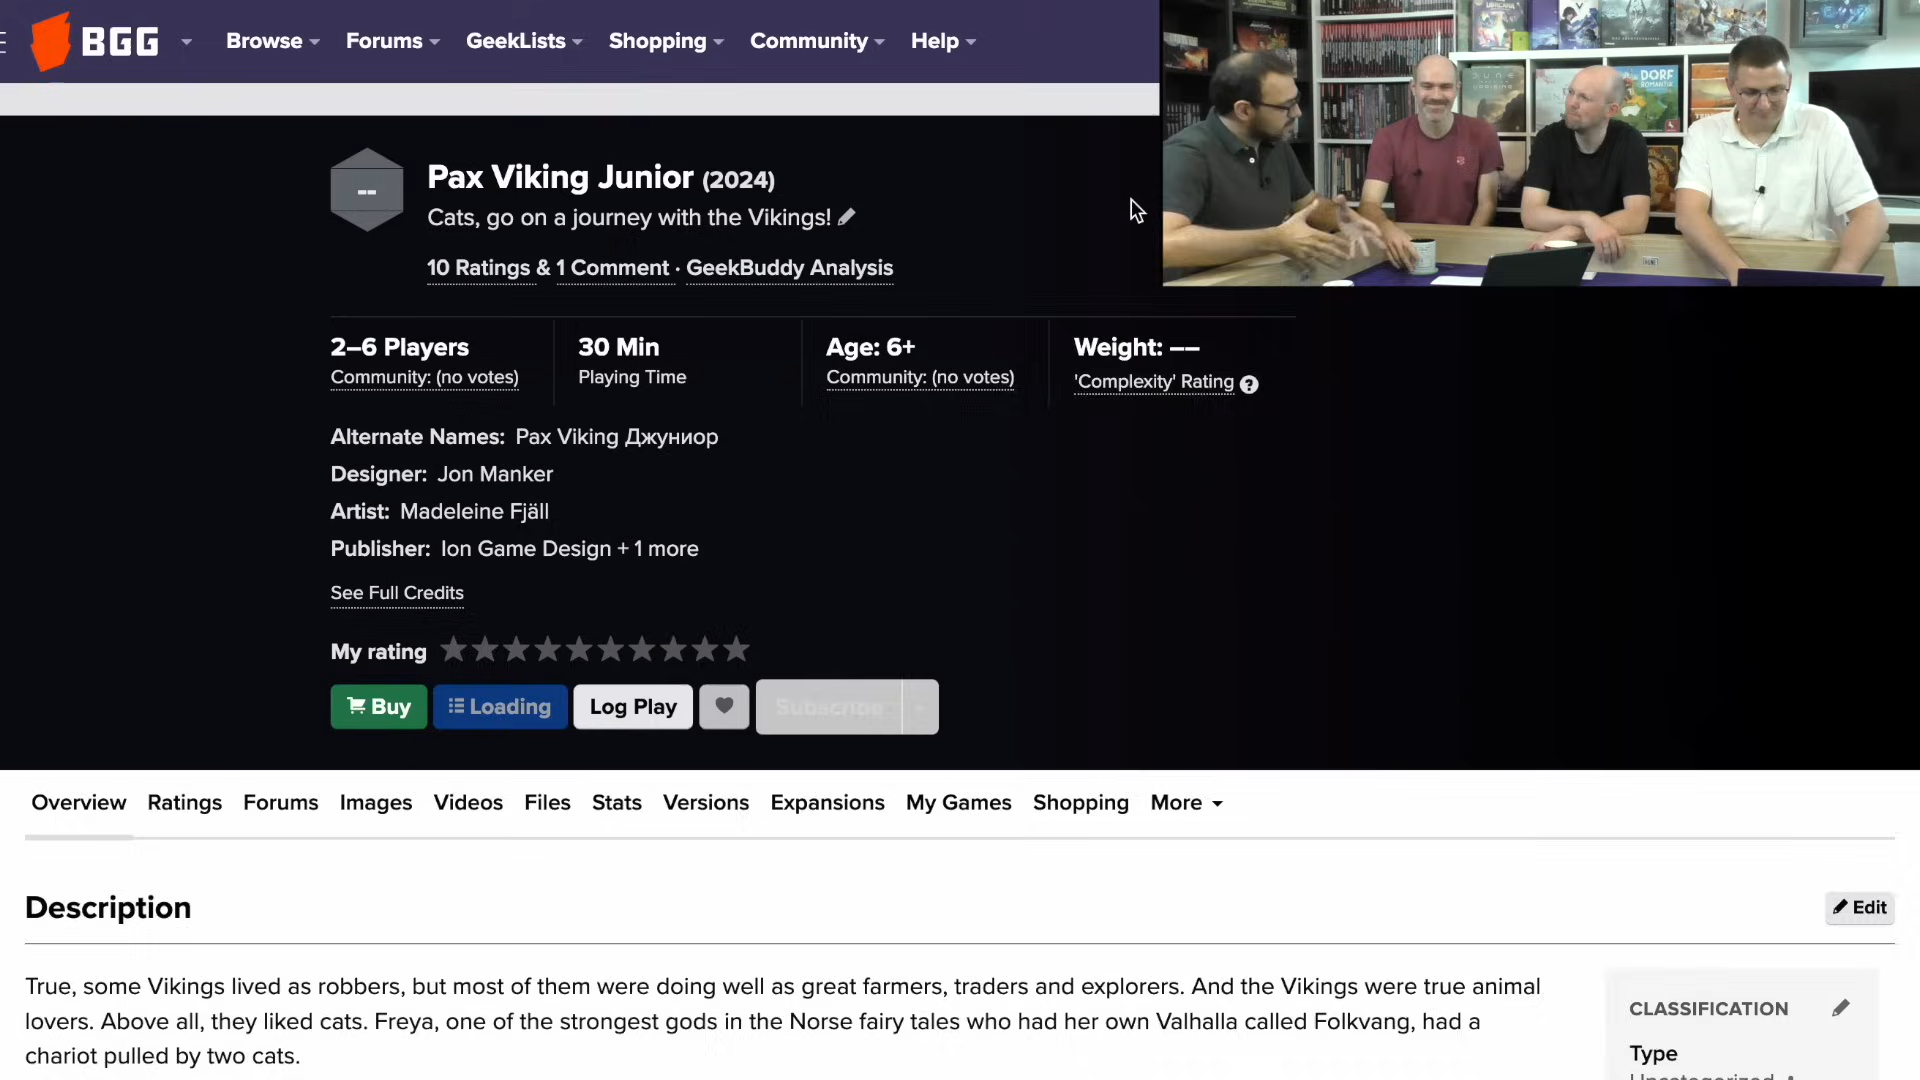 BGG Browse Forums GeekLists Shopping Community Help
DUNE
DORF
ROMANTIK
--
Pax Viking Junior (2024)
Cats, go on a journey with the Vikings!
10 Ratings & 1 Comment · GeekBuddy Analysis
2–6 Players 30 Min Age: 6+ Weight: ––
Community: (no votes) Playing Time Community: (no votes) 'Complexity' Rating ?
Alternate Names: Pax Viking Джуниор
Designer: Jon Manker
Artist: Madeleine Fjäll
Publisher: Ion Game Design + 1 more
See Full Credits
My rating
Buy Loading Log Play Subscribe
Overview Ratings Forums Images Videos Files Stats Versions Expansions My Games Shopping More
Description Edit
True, some Vikings lived as robbers, but most of them were doing well as great farmers, traders and explorers. And the Vikings were true animal
lovers. Above all, they liked cats. Freya, one of the strongest gods in the Norse fairy tales who had her own Valhalla called Folkvang, had a
chariot pulled by two cats.
CLASSIFICATION
Type
Uncategorized